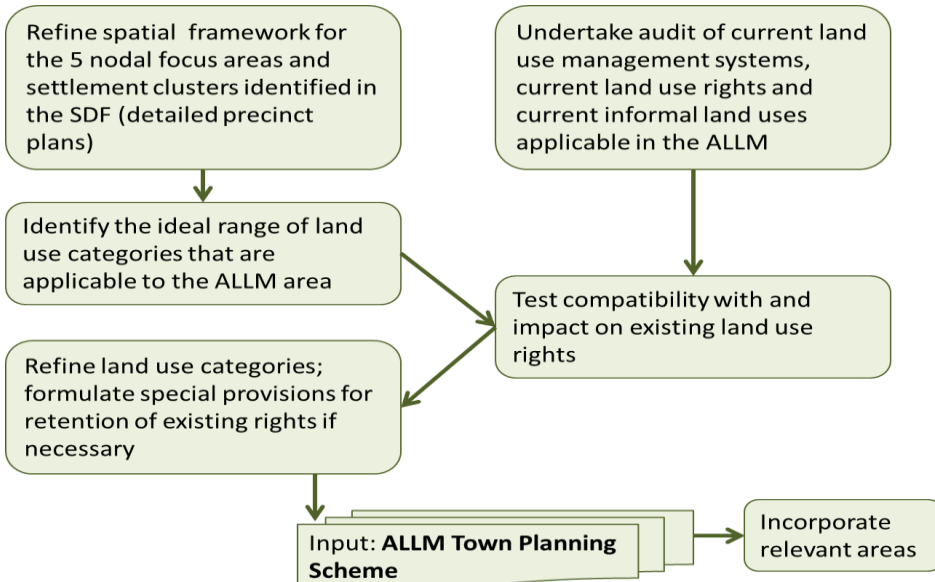 Refine spatial framework for
the 5 nodal focus areas and
settlement clusters identified in
the SDF (detailed precinct
plans)
Undertake audit of current land
use management systems,
current land use rights and
current informal land uses
applicable in the ALLM
Identify the ideal range of land
use categories that are
applicable to the ALLM area
Test compatibility with and
impact on existing land use
rights
Refine land use categories;
formulate special provisions for
retention of existing rights if
necessary
Input: ALLM Town Planning
Scheme
Incorporate
relevant areas